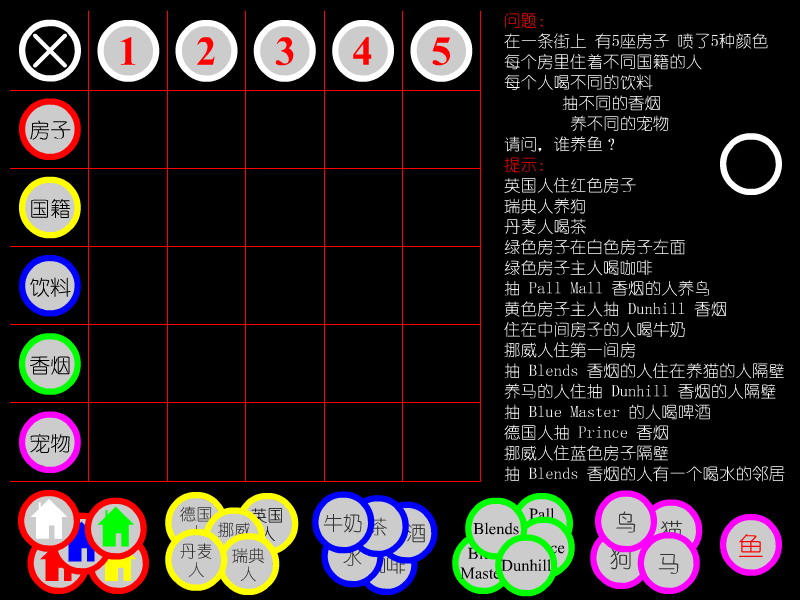 1 2 3 4 5
房子
国籍
饮料
香烟
宠物
问题:
在一条街上 有5座房子 喷了5种颜色
每个房里住着不同国籍的人
每个人喝不同的饮料
抽不同的香烟
养不同的宠物
请问, 谁养鱼?
提示:
英国人住红色房子
瑞典人养狗
丹麦人喝茶
绿色房子在白色房子左面
绿色房子主人喝咖啡
抽 Pall Mall 香烟的人养鸟
黄色房子主人抽 Dunhill 香烟
住在中间房子的人喝牛奶
挪威人住第一间房
抽 Blends 香烟的人住在养猫的人隔壁
养马的人住抽 Dunhill 香烟的人隔壁
抽 Blue Master 的人喝啤酒
德国人抽 Prince 香烟
挪威人住蓝色房子隔壁
抽 Blends 香烟的人有一个喝水的邻居
德国
英国
人
挪威
丹麦
人
瑞典
人
牛奶
茶
酒
水
啡
Pall
Blends
ce
Bl
Maste
Dunhill
鸟
猫
狗
马
鱼